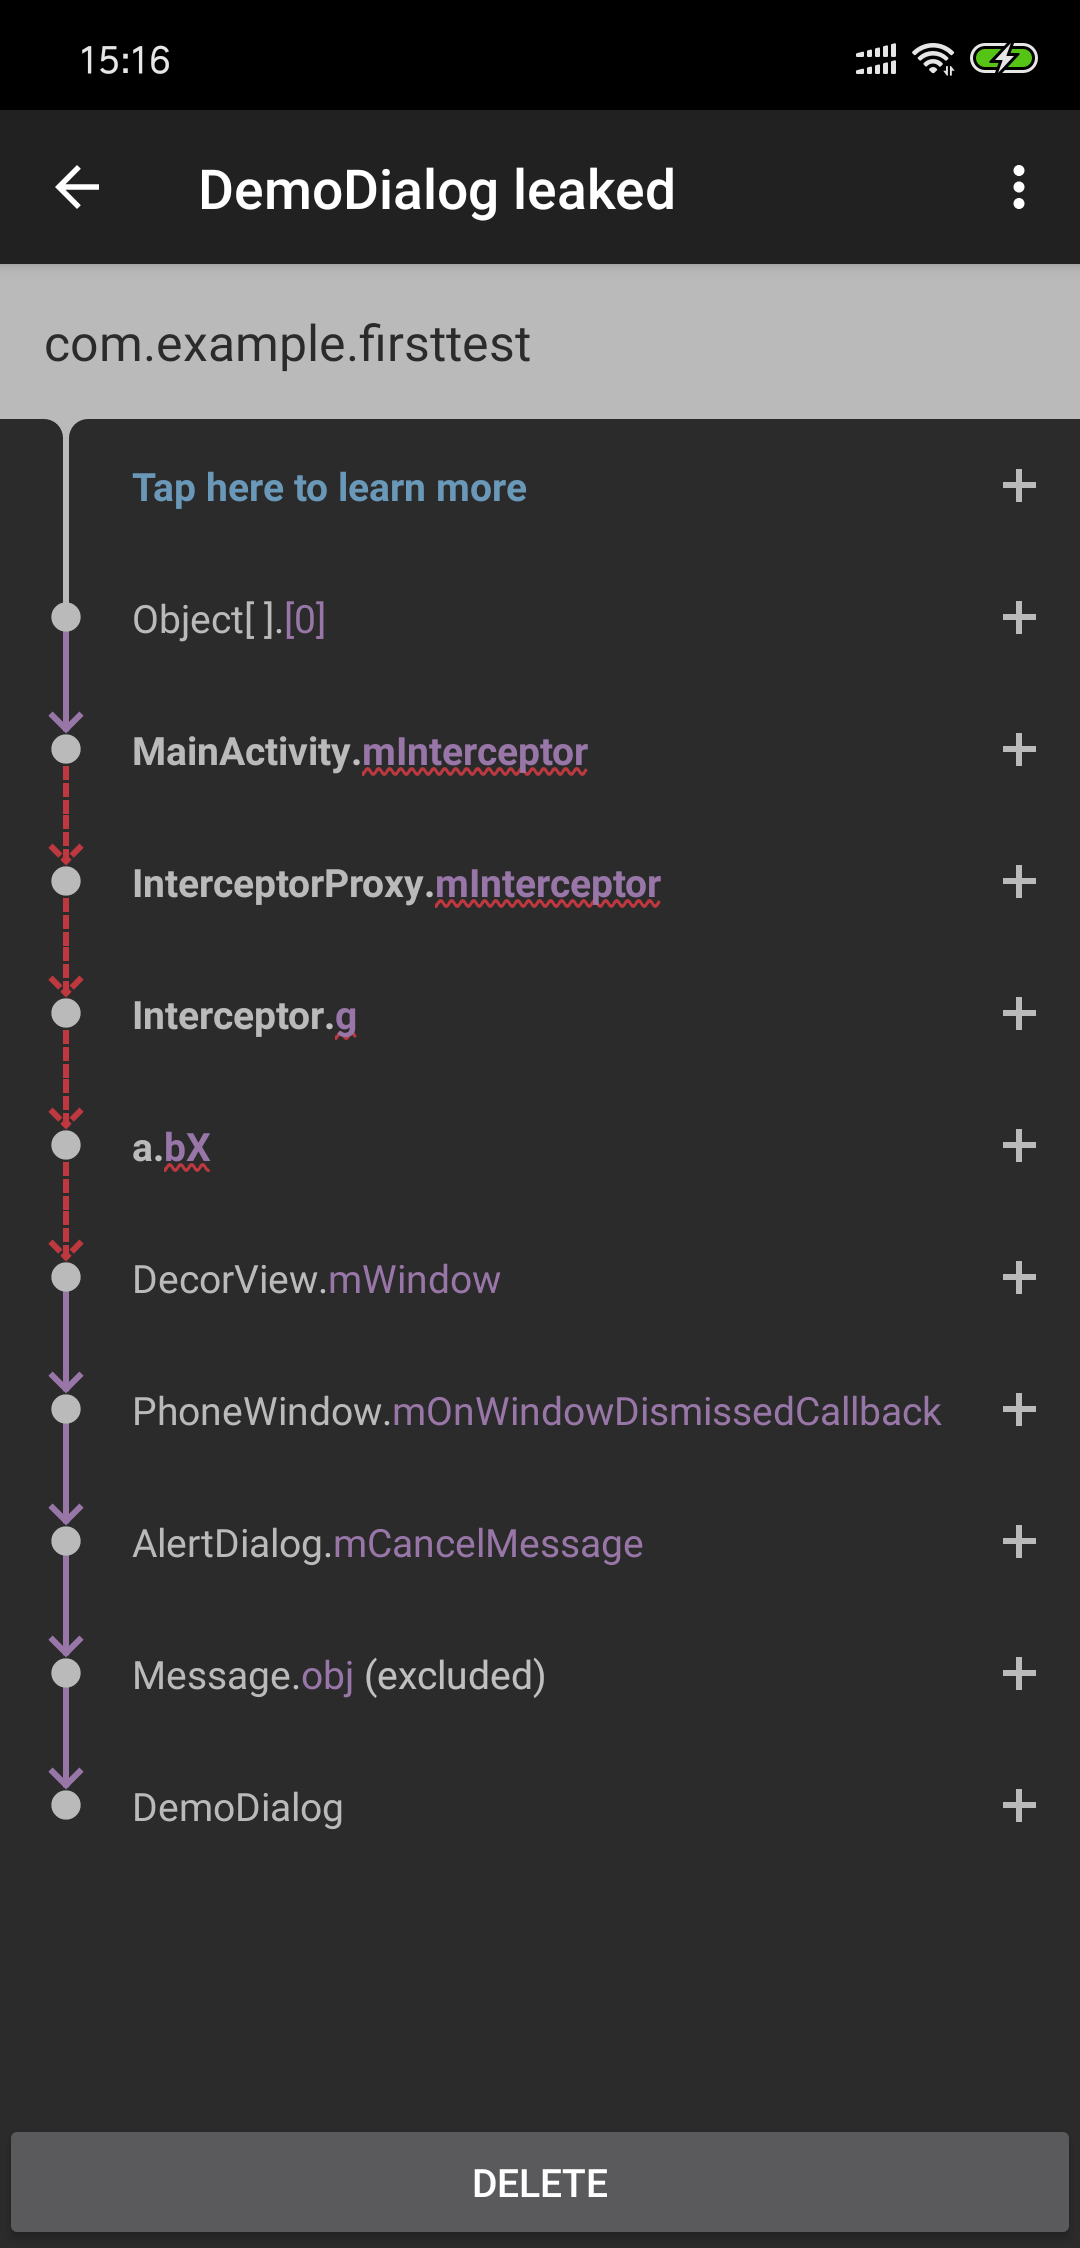 15:16
DemoDialog leaked
com.example.firsttest
Tap here to learn more
Object[ ].[0]
MainActivity.mInterceptor
InterceptorProxy.mInterceptor
Interceptor.g
a.bX
DecorView.mWindow
PhoneWindow.mOnWindowDismissedCallback
AlertDialog.mCancelMessage
Message.obj (excluded)
DemoDialog
DELETE